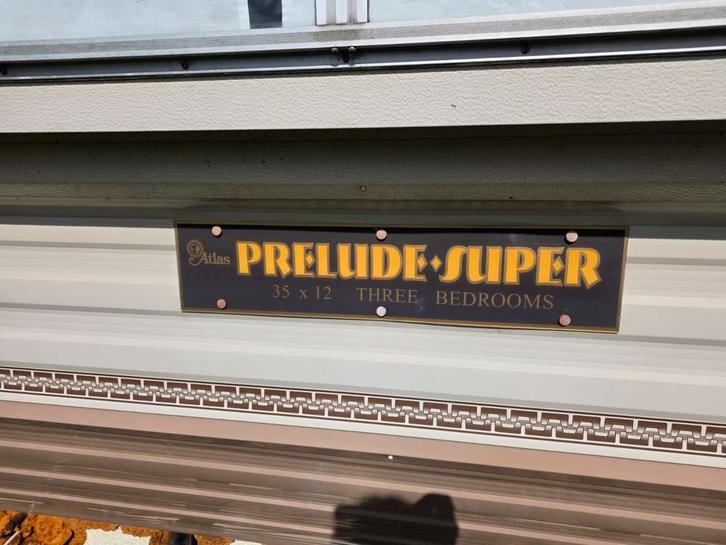 Atlas PRELUDE·SUPER
35 x 12 THREE BEDROOMS